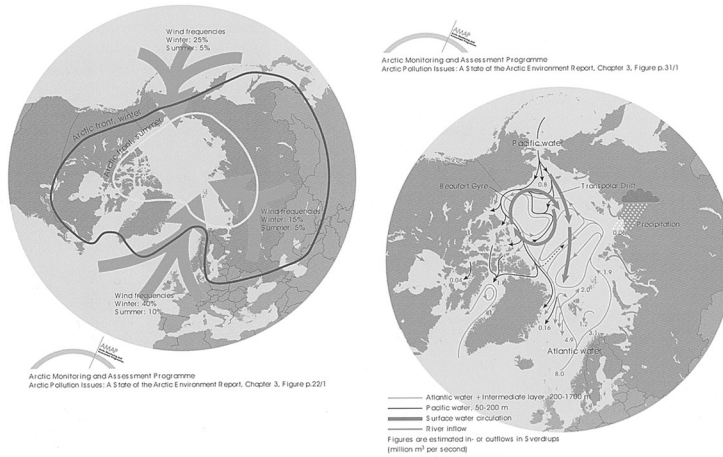 Wind frequencies
Winter: 25%
Summer: 5%
Arctic front, winter
Arctic front, summer
Wind frequencies
Winter: 15%
Summer: 5%
Wind frequencies
Winter: 40%
Summer: 10%
AMAP
Arctic Monitoring and Assessment Programme
Arctic Pollution Issues: A State of the Arctic Environment Report, Chapter 3, Figure p.22/1
AMAP
Arctic Monitoring and Assessment Programme
Arctic Pollution Issues: A State of the Arctic Environment Report, Chapter 3, Figure p.31/1
Pacific water
0.8
Beaufort Gyre
Transpolar Drift
Precipitation
0.04
1.9
2.0
0.16
1.2
3.1
4.9
Atlantic water
8.0
Atlantic water + Intermediate layer, 200-1700 m
Pacific water, 50-200 m
Surface water circulation
River inflow
Figures are estimated in- or outflows in Sverdrups
(million m³ per second)